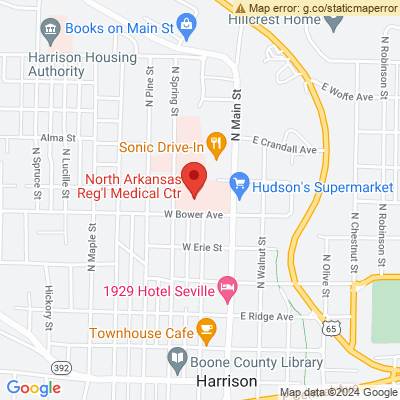 Map error: g.co/staticmaperror
Books on Main St
Hillcrest Home
Harrison Housing
Authority
N Pine St
N Spring St
N Main St
N Robinson St
E Wolfe Ave
Alma St
Sonic Drive-In
E Crandall Ave
N Spruce St
N Lucille St
North Arkansas
Reg'l Medical Ctr
Hudson's Supermarket
W Bower Ave
N Maple St
W Erie St
N Walnut St
N Chestnut St
N Robinson St
N Olive St
Hickory St
1929 Hotel Seville
E Ridge Ave
65
Townhouse Cafe
392
Boone County Library
Harrison
Google
Map data ©2024 Google